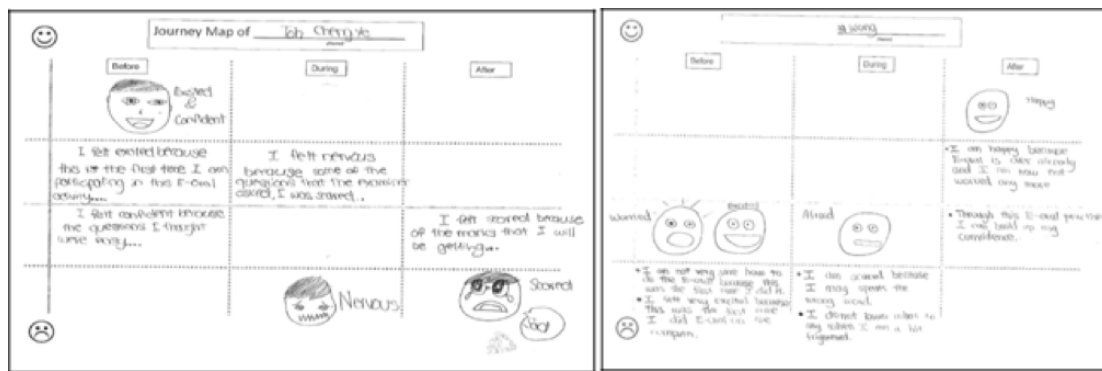 Journey Map of Toh Cheng Ye
Before
During
After
Excited
&
Confident
I felt excited because
this is the first time I am
participating in this E-oral
activity....
I felt nervous
because some of the
questions that the examiner
asked, I was scared...
I felt confident because
the questions I thought
were easy....
I felt scared because
of the marks that I will
be getting...
Nervous
Scared
Wong
Before
During
After
Happy
• I am happy because
E-oral is over already
and I am now not
worried any more
Worried
Excited
Afraid
• Through this E-oral
I can build up my
confidence.
• I am not very sure how to
do the E-oral because this
was the first time I did it.
• I felt very excited because
This was the first time
I did E-oral on the
computer.
• I am scared because
I may the
wrong word.
• I do not know what to
say when I am a bit